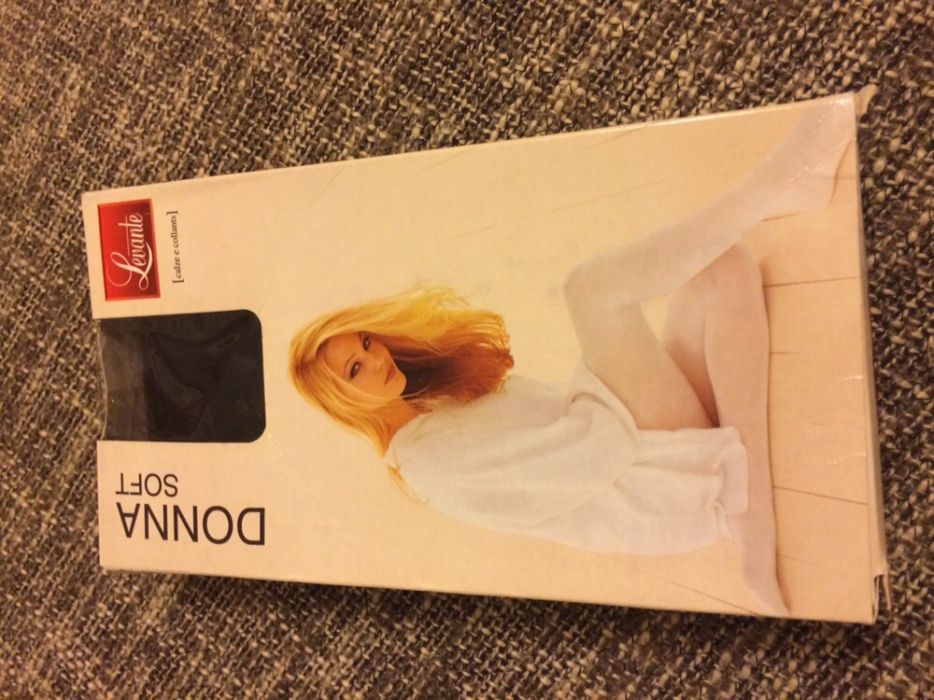 Levante
[calze e collants]
DONNA
SOFT